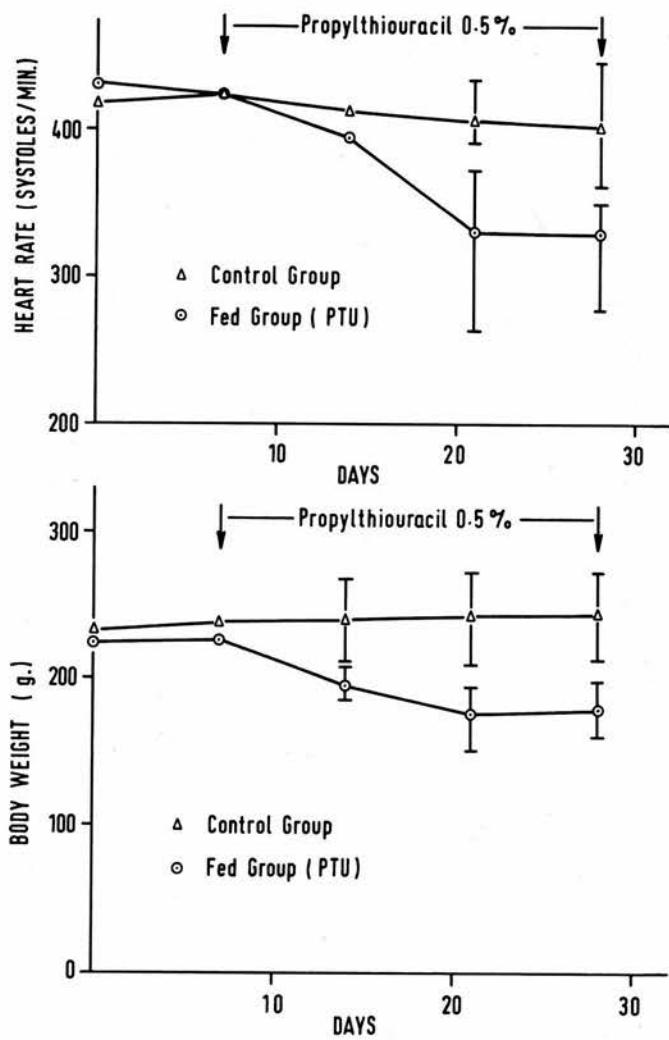 Propylthiouracil 0.5%
HEART RATE (SYSTOLES/MIN.)
400
300
200
△ Control Group
⊙ Fed Group (PTU)
10 20 30
DAYS
Propylthiouracil 0.5%
BODY WEIGHT (g.)
300
200
100
0
△ Control Group
⊙ Fed Group (PTU)
10 20 30
DAYS